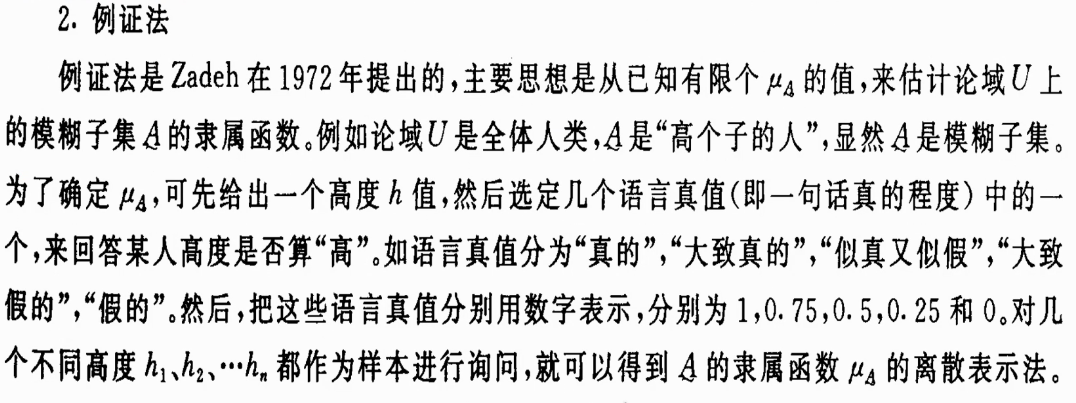 2. 例证法
例证法是 Zadeh 在 1972 年提出的,主要思想是从已知有限个 μ_A̰ 的值,来估计论域 U 上
的模糊子集 A̰ 的隶属函数。例如论域 U 是全体人类,A̰ 是“高个子的人”,显然 A̰ 是模糊子集。
为了确定 μ_A̰,可先给出一个高度 h 值,然后选定几个语言真值(即一句话真的程度) 中的一
个,来回答某人高度是否算“高”。如语言真值分为“真的”,“大致真的”,“似真又似假”,“大致
假的”,“假的”。然后,把这些语言真值分别用数字表示,分别为 1,0.75,0.5,0.25 和 0。对几
个不同高度 h₁、h₂、…hₙ 都作为样本进行询问,就可以得到 A̰ 的隶属函数 μ_A̰ 的离散表示法。